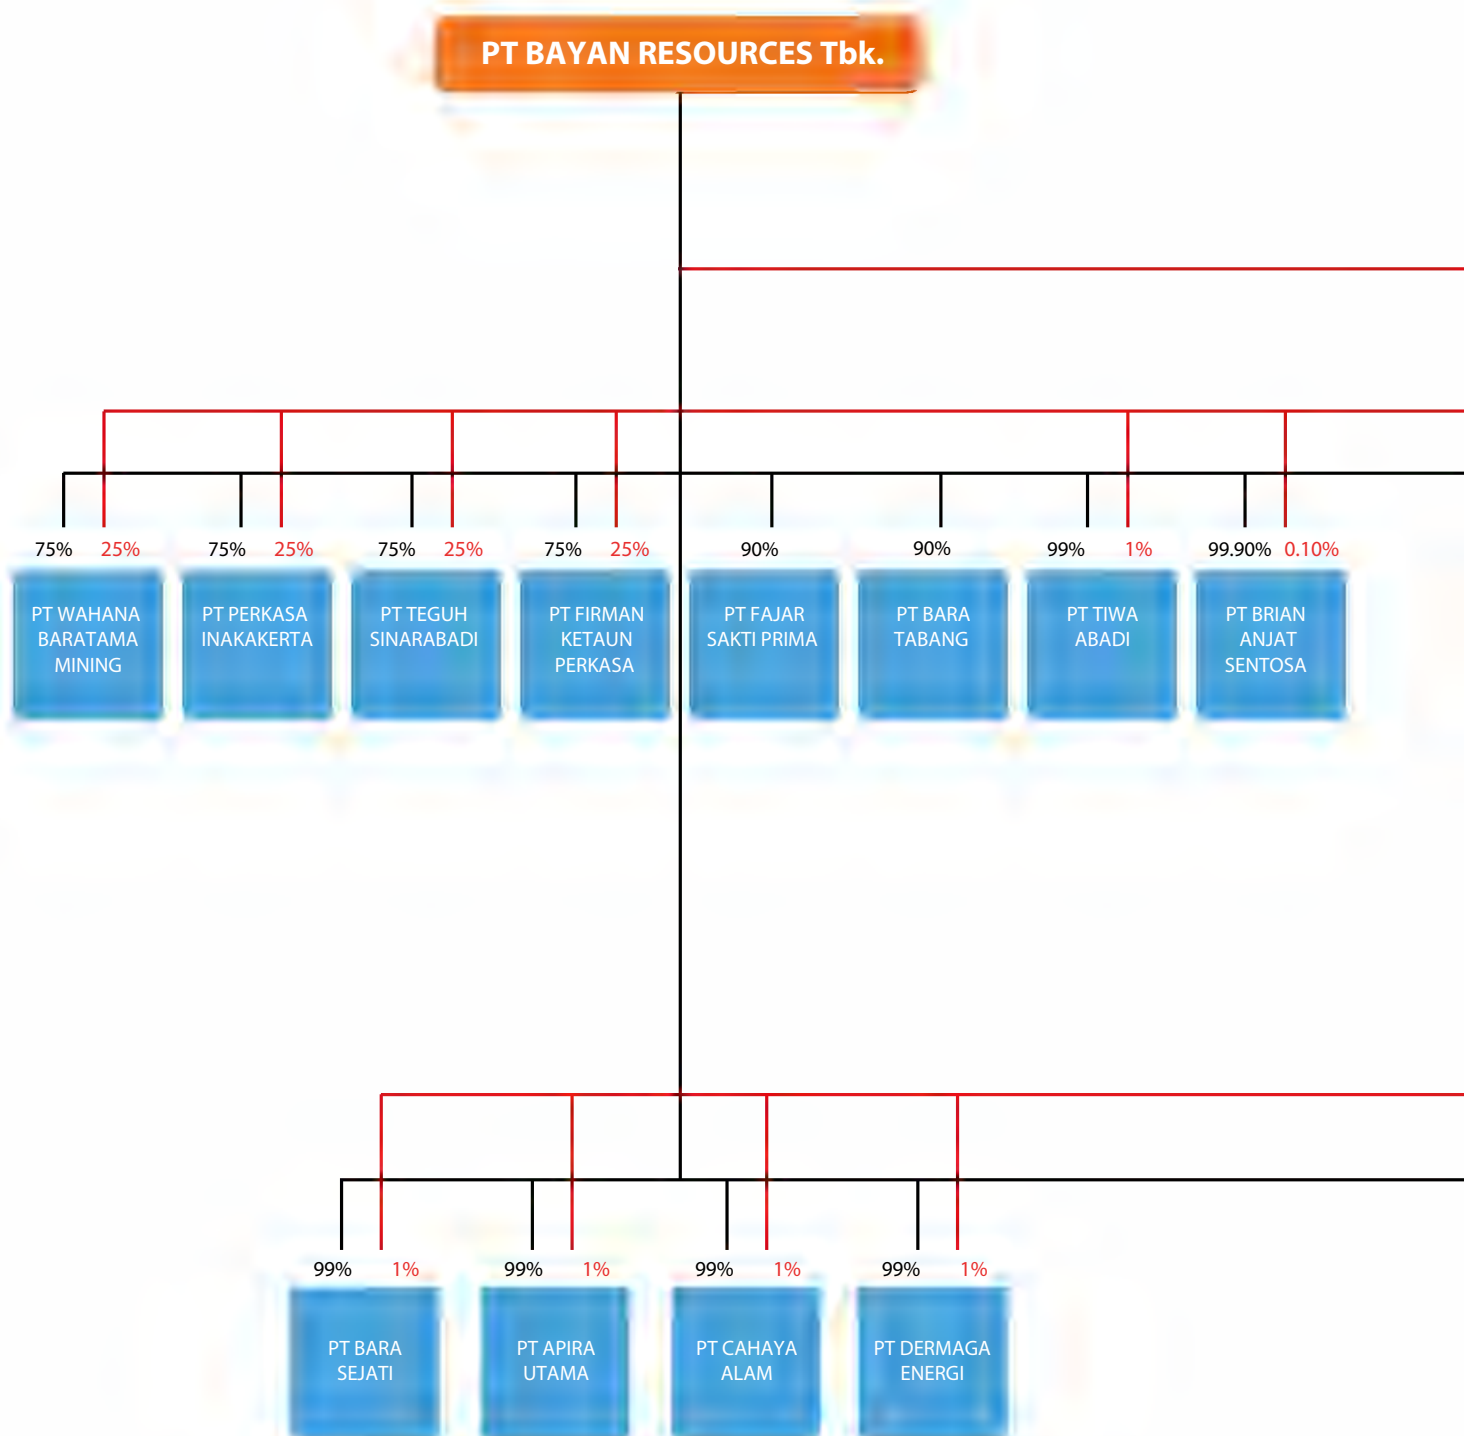 PT BAYAN RESOURCES Tbk.
75% 25% 75% 25% 75% 25% 75% 25% 90% 90% 99% 1% 99.90% 0.10%
PT WAHANA
BARATAMA
MINING
PT PERKASA
INAKAKERTA
PT TEGUH
SINARABADI
PT FIRMAN
KETAUN
PERKASA
PT FAJAR
SAKTI PRIMA
PT BARA
TABANG
PT TIWA
ABADI
PT BRIAN
ANJAT
SENTOSA
99% 1% 99% 1% 99% 1% 99% 1%
PT BARA
SEJATI
PT APIRA
UTAMA
PT CAHAYA
ALAM
PT DERMAGA
ENERGI